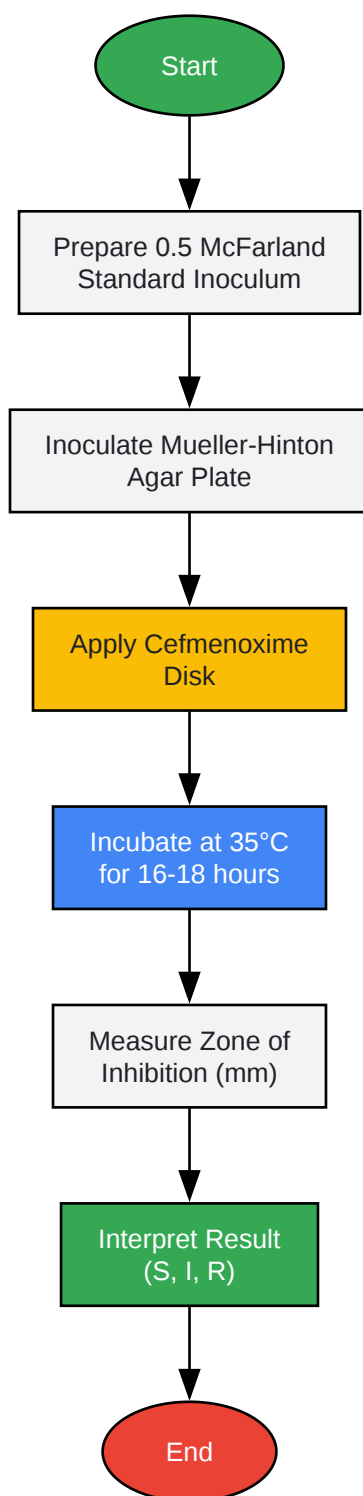 Start
Prepare 0.5 McFarland
Standard Inoculum
Inoculate Mueller-Hinton
Agar Plate
Apply Cefmenoxime
Disk
Incubate at 35°C
for 16-18 hours
Measure Zone of
Inhibition (mm)
Interpret Result
(S, I, R)
End